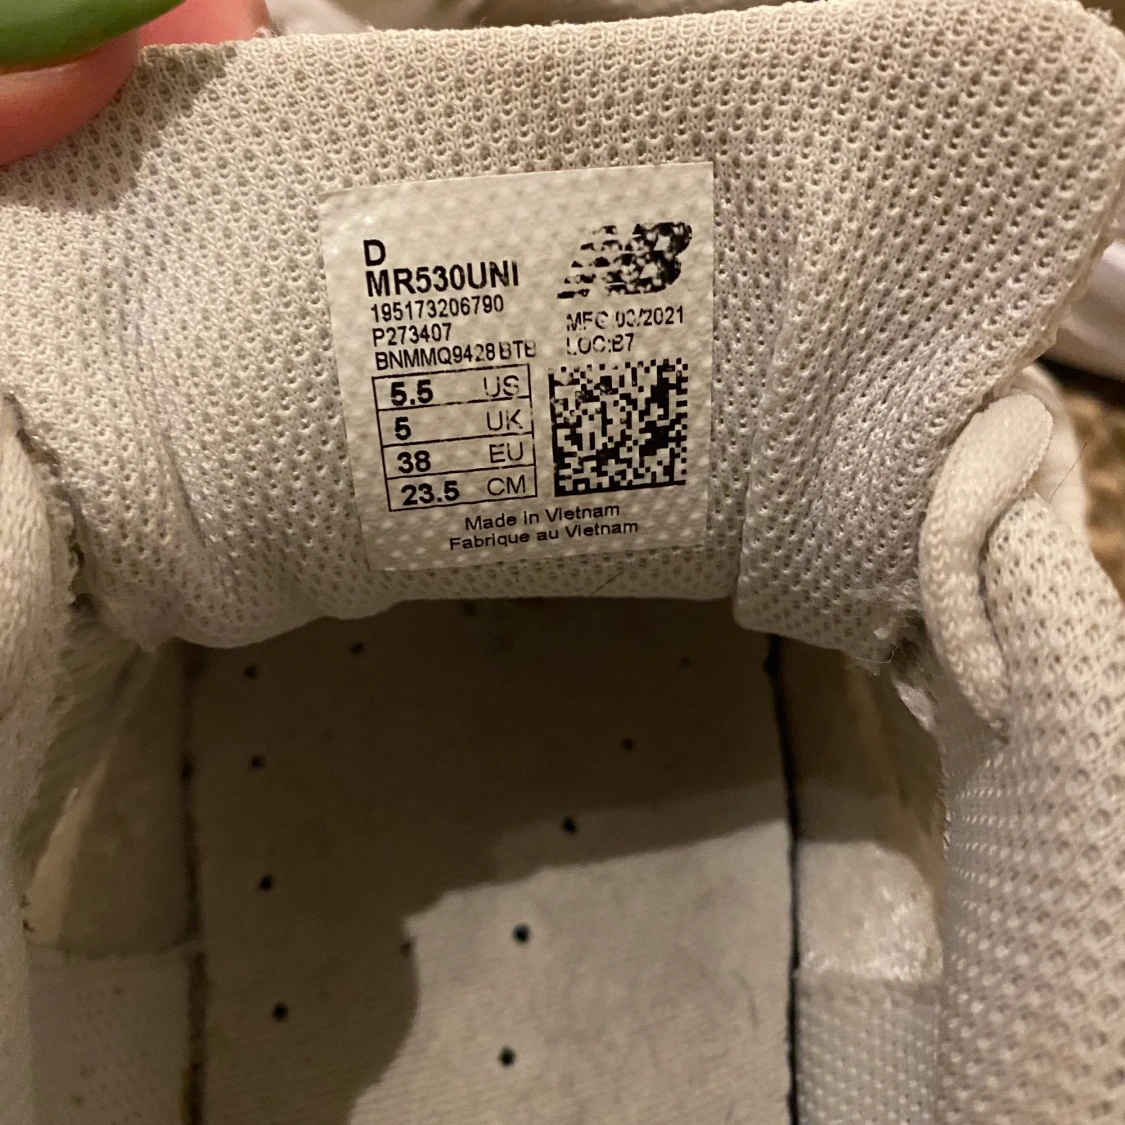 D
MR530UNI
195173206790
P273407
BNMMQ9428 BTB
5.5 US
5 UK
38 EU
23.5 CM
MFG 03/2021
LOC:B7
Made in Vietnam
Fabrique au Vietnam